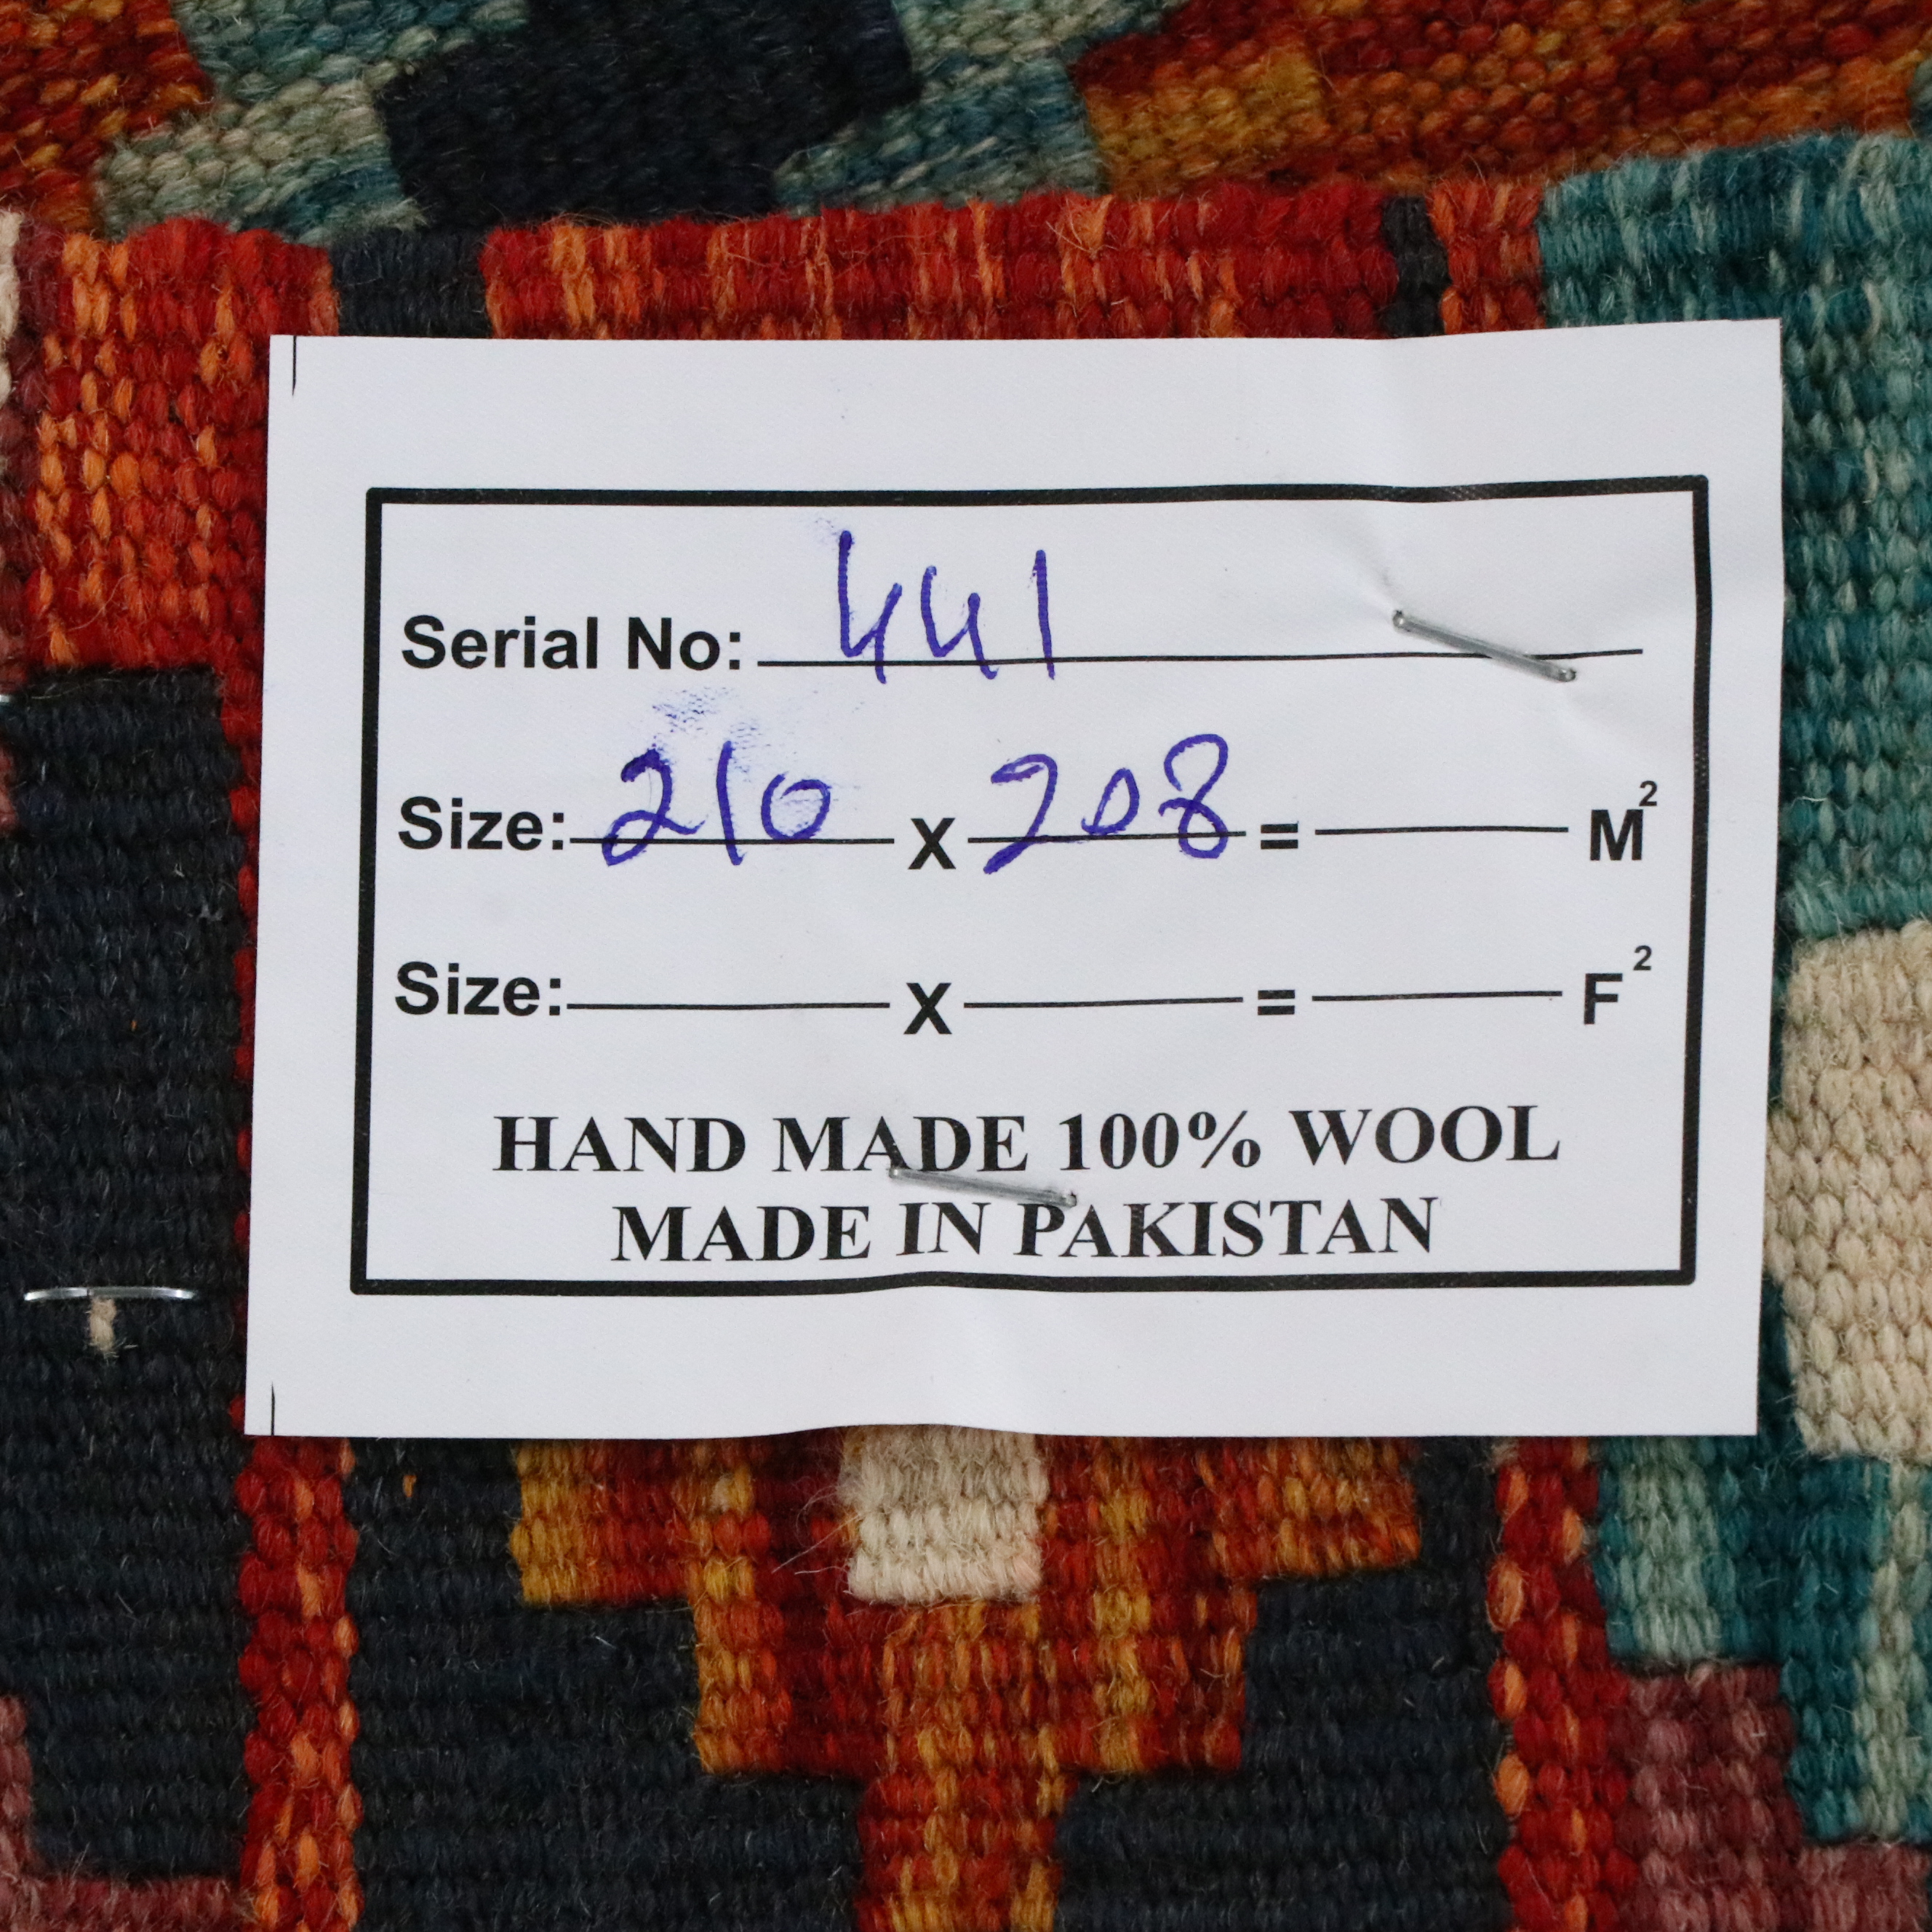 Serial No: 441
Size: 210 X 208 = M²
Size: X = F²
HAND MADE 100% WOOL
MADE IN PAKISTAN